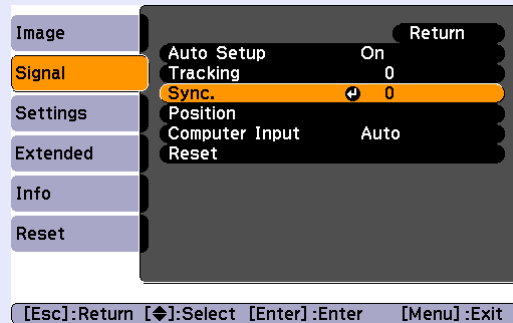 Image
Signal
Settings
Extended
Info
Reset
Return
Auto Setup On
Tracking 0
Sync. 0
Position
Computer Input Auto
Reset
[Esc]:Return [◆]:Select [Enter]:Enter [Menu]:Exit